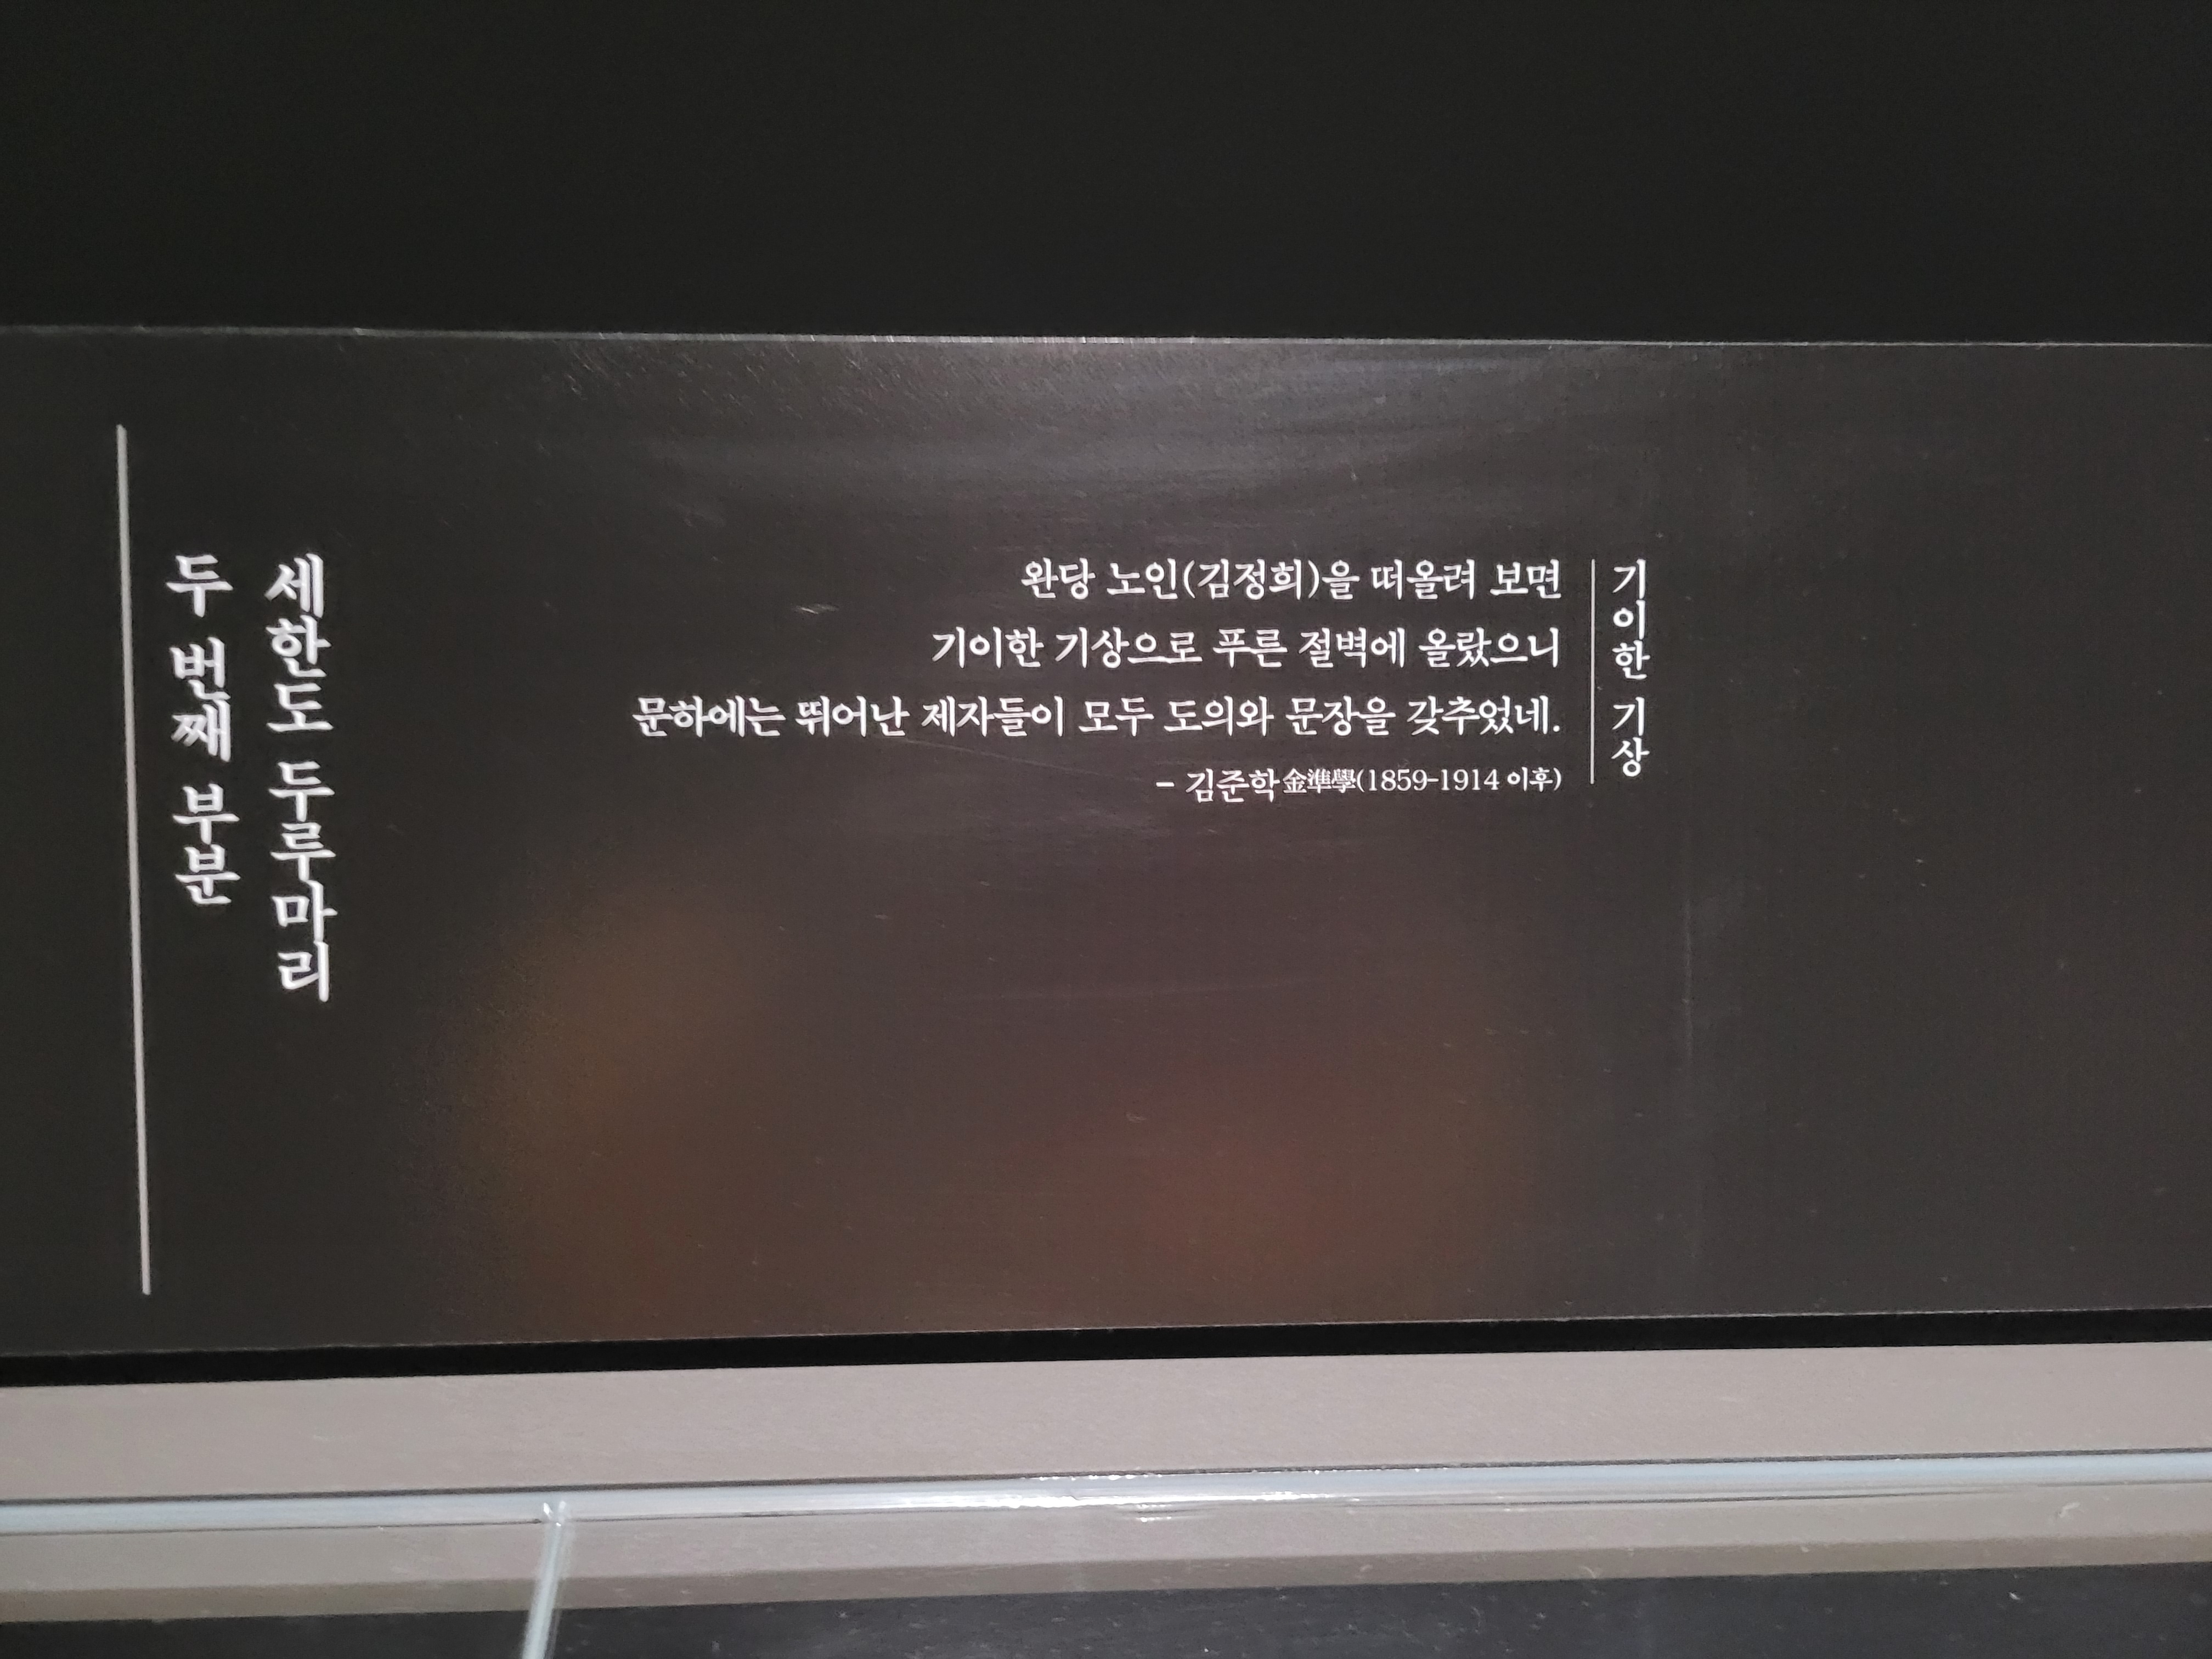 기이한 기상
완당 노인(김정희)을 떠올려 보면
기이한 기상으로 푸른 절벽에 올랐으니
문하에는 뛰어난 제자들이 모두 도의와 문장을 갖추었네.
– 김준학金準學(1859-1914 이후)
세한도 두루마리
두 번째 부분